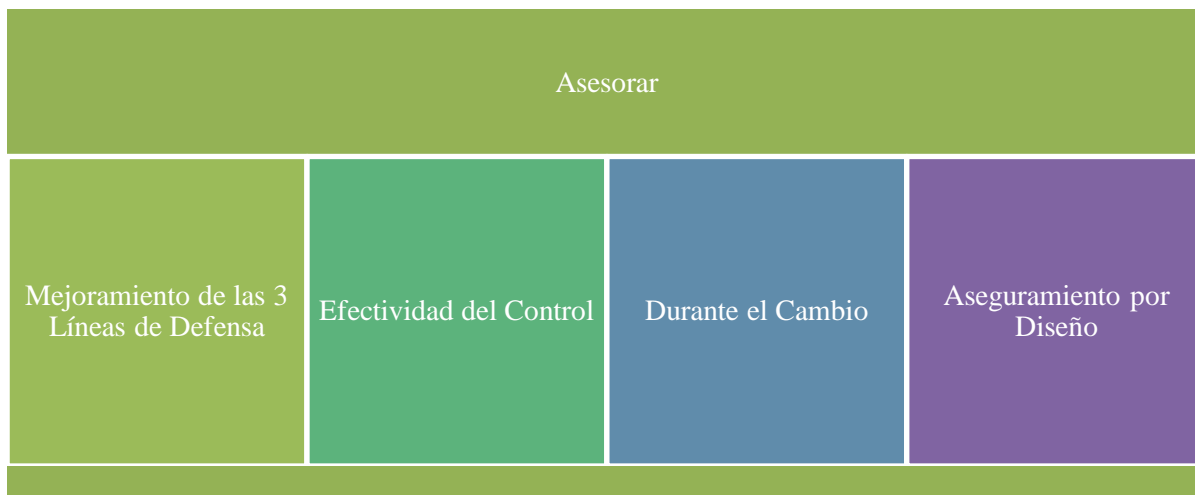 Asesorar
Mejoramiento de las 3
Líneas de Defensa
Efectividad del Control
Durante el Cambio
Aseguramiento por
Diseño